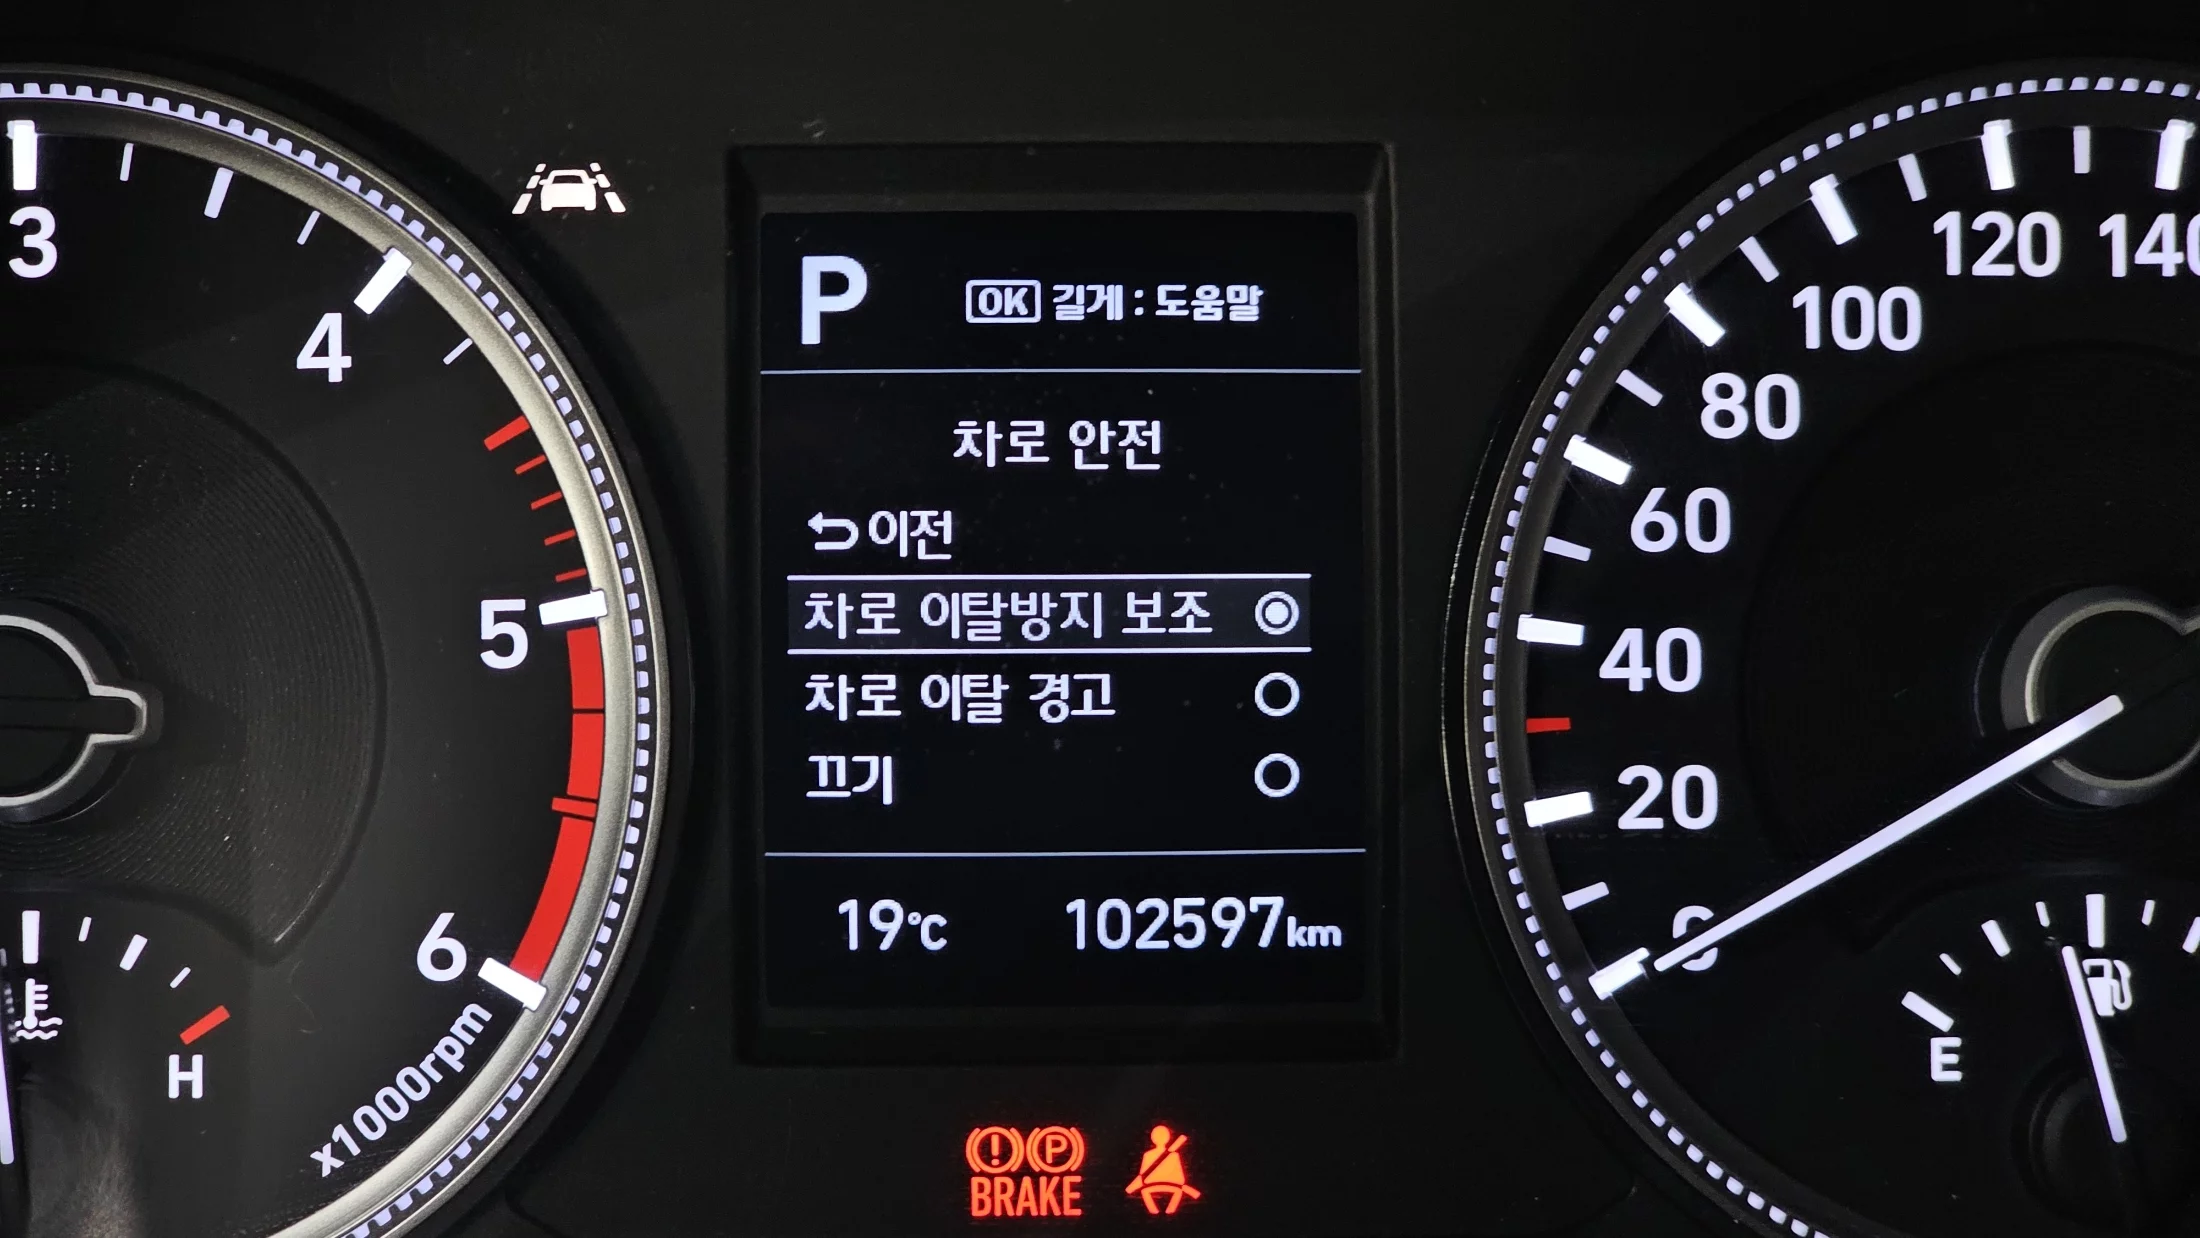 3
4
5
6
x1000rpm
H
P
OK 길게 : 도움말
차로 안전
이전
차로 이탈방지 보조
차로 이탈 경고
끄기
19℃ 102597km
P
BRAKE
140
120
100
80
60
40
20
0
E